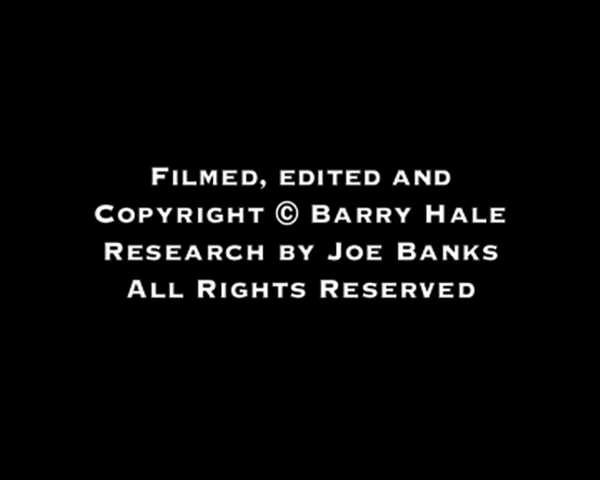 Filmed, edited and
Copyright © Barry Hale
Research by Joe Banks
All Rights Reserved